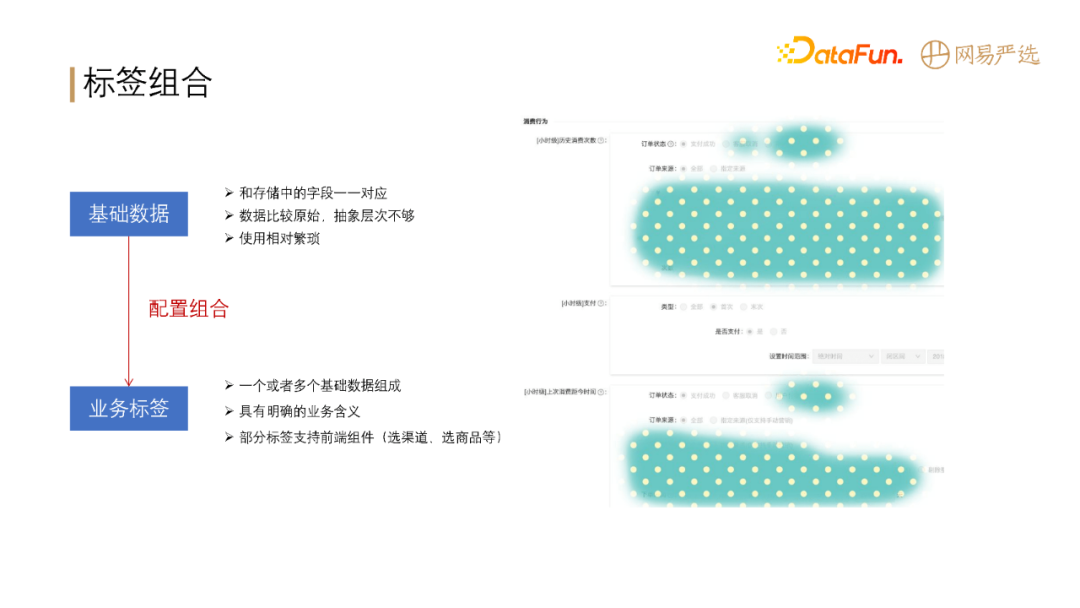 DataFun.
网易严选
标签组合
基础数据
和存储中的字段一一对应
数据比较原始，抽象层次不够
使用相对繁琐
配置组合
业务标签
一个或者多个基础数据组成
具有明确的业务含义
部分标签支持前端组件（选渠道、选商品等）
消费行为
[小时级]历史消费次数 :
订单状态 : 支付成功
订单来源: 全部 指定来源
[小时级]支付 :
类型: 全部 首次 末次
是否支付: 是 否
设置时间范围: 绝对时间
[小时级]上次消费距今时间 :
订单状态: 支付成功
订单来源: 全部 指定来源(仅支持手动营销)